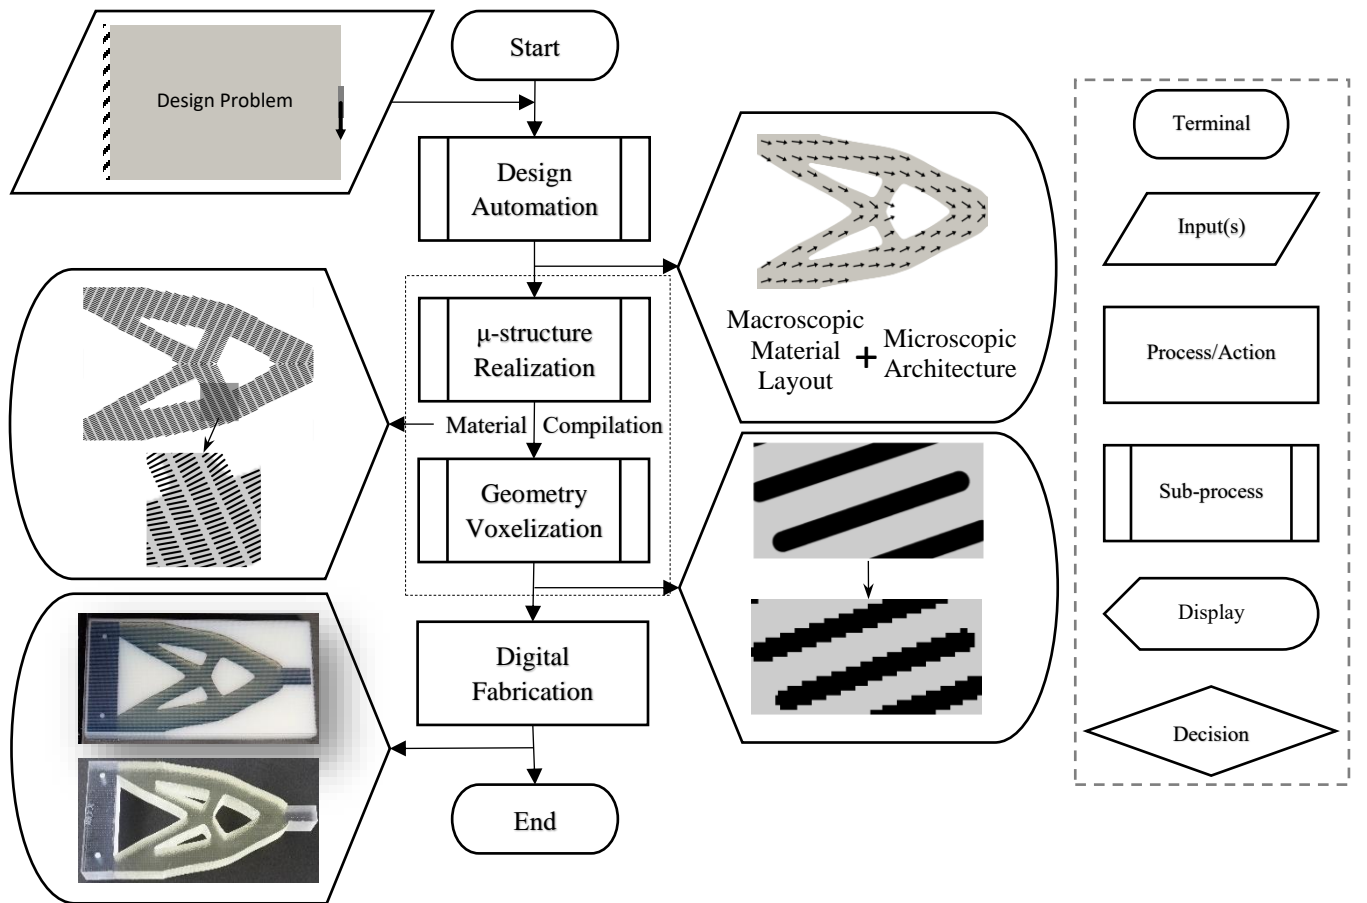 Design Problem
Start
Design
Automation
Macroscopic
Material
Layout
+
Microscopic
Architecture
μ-structure
Realization
Material Compilation
Geometry
Voxelization
Digital
Fabrication
End
Terminal
Input(s)
Process/Action
Sub-process
Display
Decision